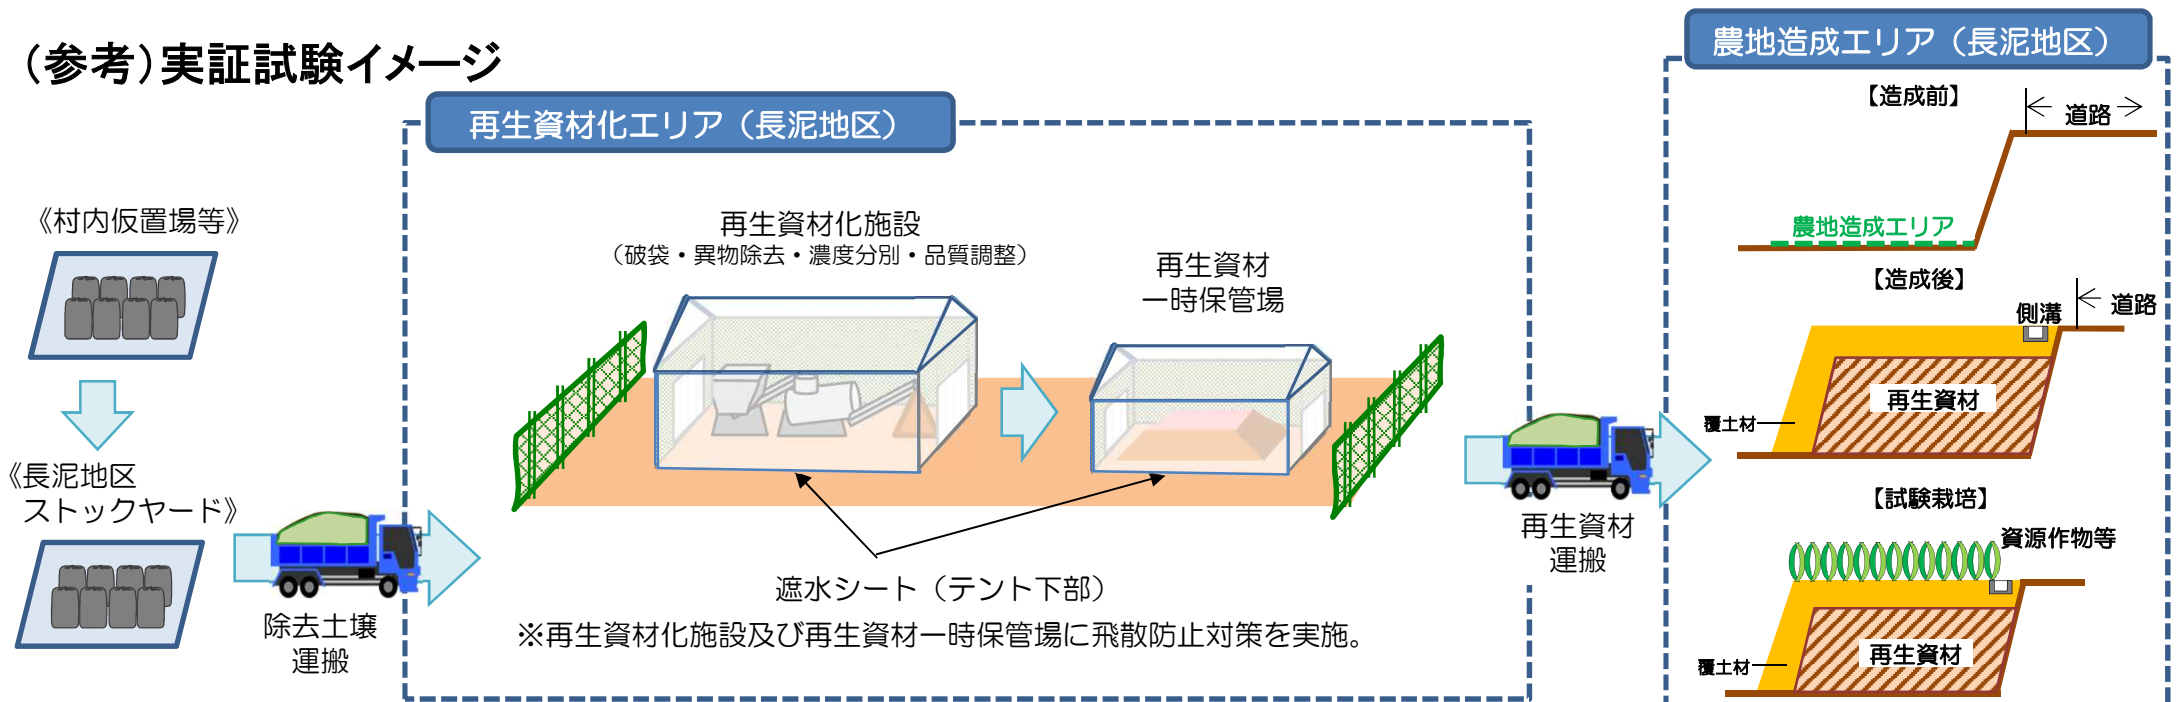 （参考）実証試験イメージ
《村内仮置場等》
《長泥地区
ストックヤード》
除去土壌
運搬
再生資材化エリア（長泥地区）
再生資材化施設
（破袋・異物除去・濃度分別・品質調整）
再生資材
一時保管場
遮水シート（テント下部）
※再生資材化施設及び再生資材一時保管場に飛散防止対策を実施。
再生資材
運搬
農地造成エリア（長泥地区）
【造成前】
道路
農地造成エリア
【造成後】
側溝
道路
再生資材
覆土材
【試験栽培】
資源作物等
再生資材
覆土材